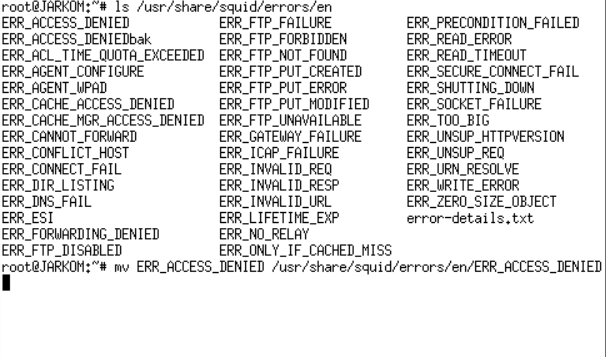 root@JARKOM:~# ls /usr/share/squid/errors/en
ERR_ACCESS_DENIED ERR_FTP_FAILURE ERR_PRECONDITION_FAILED
ERR_ACCESS_DENIEDbak ERR_FTP_FORBIDDEN ERR_READ_ERROR
ERR_ACL_TIME_QUOTA_EXCEEDED ERR_FTP_NOT_FOUND ERR_READ_TIMEOUT
ERR_AGENT_CONFIGURE ERR_FTP_PUT_CREATED ERR_SECURE_CONNECT_FAIL
ERR_AGENT_WPAD ERR_FTP_PUT_ERROR ERR_SHUTTING_DOWN
ERR_CACHE_ACCESS_DENIED ERR_FTP_PUT_MODIFIED ERR_SOCKET_FAILURE
ERR_CACHE_MGR_ACCESS_DENIED ERR_FTP_UNAVAILABLE ERR_TOO_BIG
ERR_CANNOT_FORWARD ERR_GATEWAY_FAILURE ERR_UNSUP_HTTPVERSION
ERR_CONFLICT_HOST ERR_ICAP_FAILURE ERR_UNSUP_REQ
ERR_CONNECT_FAIL ERR_INVALID_REQ ERR_URN_RESOLVE
ERR_DIR_LISTING ERR_INVALID_RESP ERR_WRITE_ERROR
ERR_DNS_FAIL ERR_INVALID_URL ERR_ZERO_SIZE_OBJECT
ERR_ESI ERR_LIFETIME_EXP error-details.txt
ERR_FORWARDING_DENIED ERR_NO_RELAY
ERR_FTP_DISABLED ERR_ONLY_IF_CACHED_MISS
root@JARKOM:~# mv ERR_ACCESS_DENIED /usr/share/squid/errors/en/ERR_ACCESS_DENIED